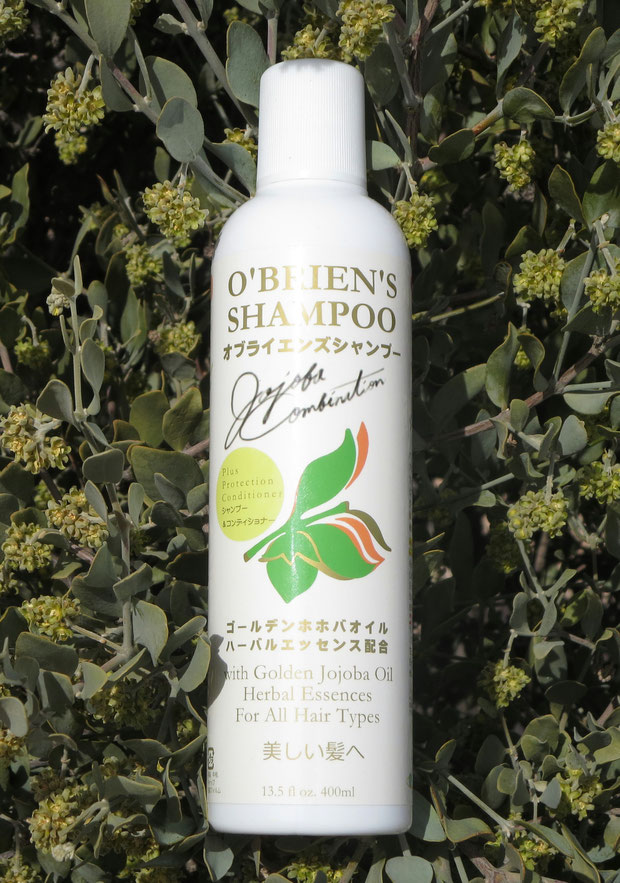 O'BRIEN'S
SHAMPOO
オブライエンズシャンプー
Jojoba
Combination
Plus
Protection
Conditioner
シャンプー
&コンディショナー
ゴールデンホホバオイル
ハーバルエッセンス配合
with Golden Jojoba Oil
Herbal Essences
For All Hair Types
美しい髪へ
13.5 fl oz. 400ml